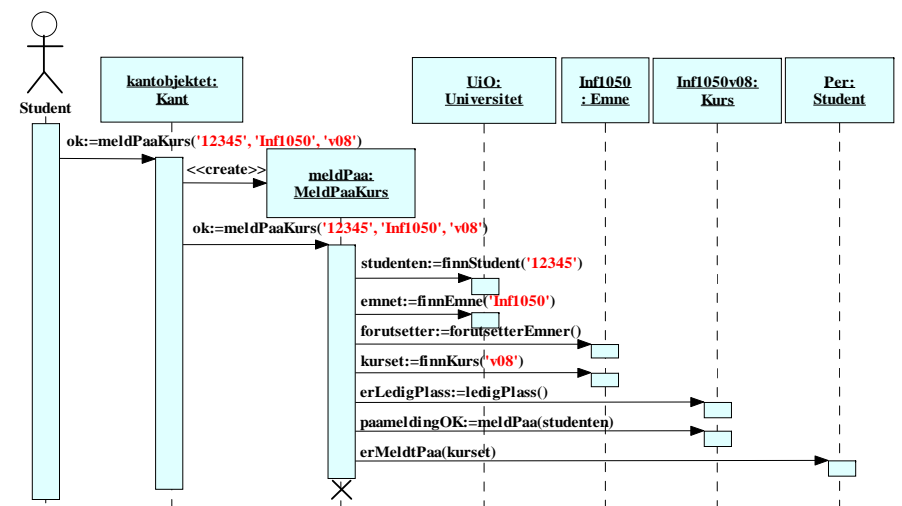 Student
kantobjektet:
Kant
UiO:
Universitet
Inf1050
: Emne
Inf1050v08:
Kurs
Per:
Student
ok:=meldPaaKurs('12345', 'Inf1050', 'v08')
<<create>>
meldPaa:
MeldPaaKurs
ok:=meldPaaKurs('12345', 'Inf1050', 'v08')
studenten:=finnStudent('12345')
emnet:=finnEmne('Inf1050')
forutsetter:=forutsetterEmner()
kurset:=finnKurs('v08')
erLedigPlass:=ledigPlass()
paameldingOK:=meldPaa(studenten)
erMeldtPaa(kurset)